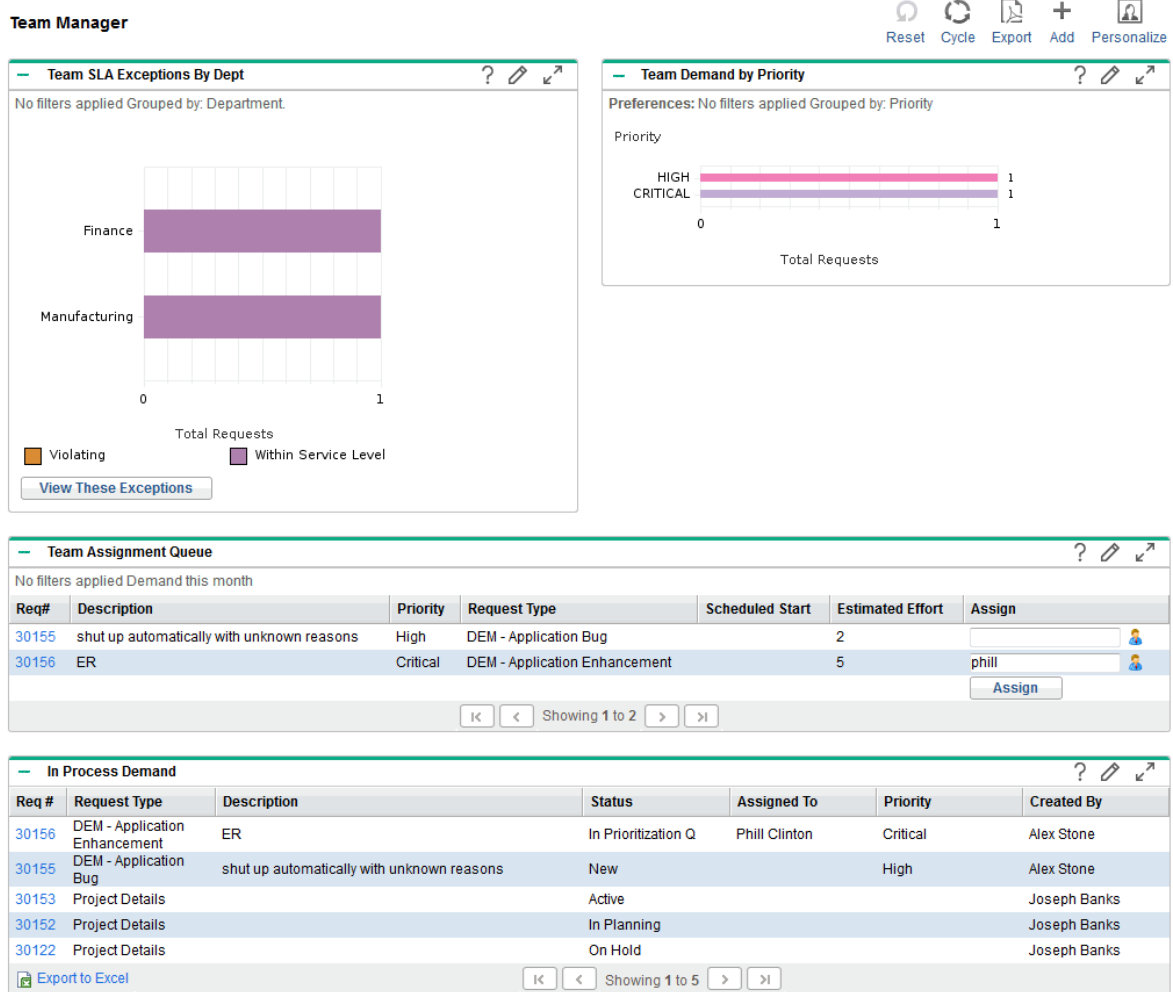 Team Manager
Reset Cycle Export Add Personalize
Team SLA Exceptions By Dept
No filters applied Grouped by: Department.
Finance
Manufacturing
0 1
Total Requests
Violating Within Service Level
View These Exceptions
Team Demand by Priority
Preferences: No filters applied Grouped by: Priority
Priority
HIGH 1
CRITICAL 1
0 1
Total Requests
Team Assignment Queue
No filters applied Demand this month
Req# Description Priority Request Type Scheduled Start Estimated Effort Assign
30155 shut up automatically with unknown reasons High DEM - Application Bug 2
30156 ER Critical DEM - Application Enhancement 5 phill
Assign
Showing 1 to 2
In Process Demand
Req # Request Type Description Status Assigned To Priority Created By
30156 DEM - Application Enhancement ER In Prioritization Q Phill Clinton Critical Alex Stone
30155 DEM - Application Bug shut up automatically with unknown reasons New High Alex Stone
30153 Project Details Active Joseph Banks
30152 Project Details In Planning Joseph Banks
30122 Project Details On Hold Joseph Banks
Export to Excel Showing 1 to 5